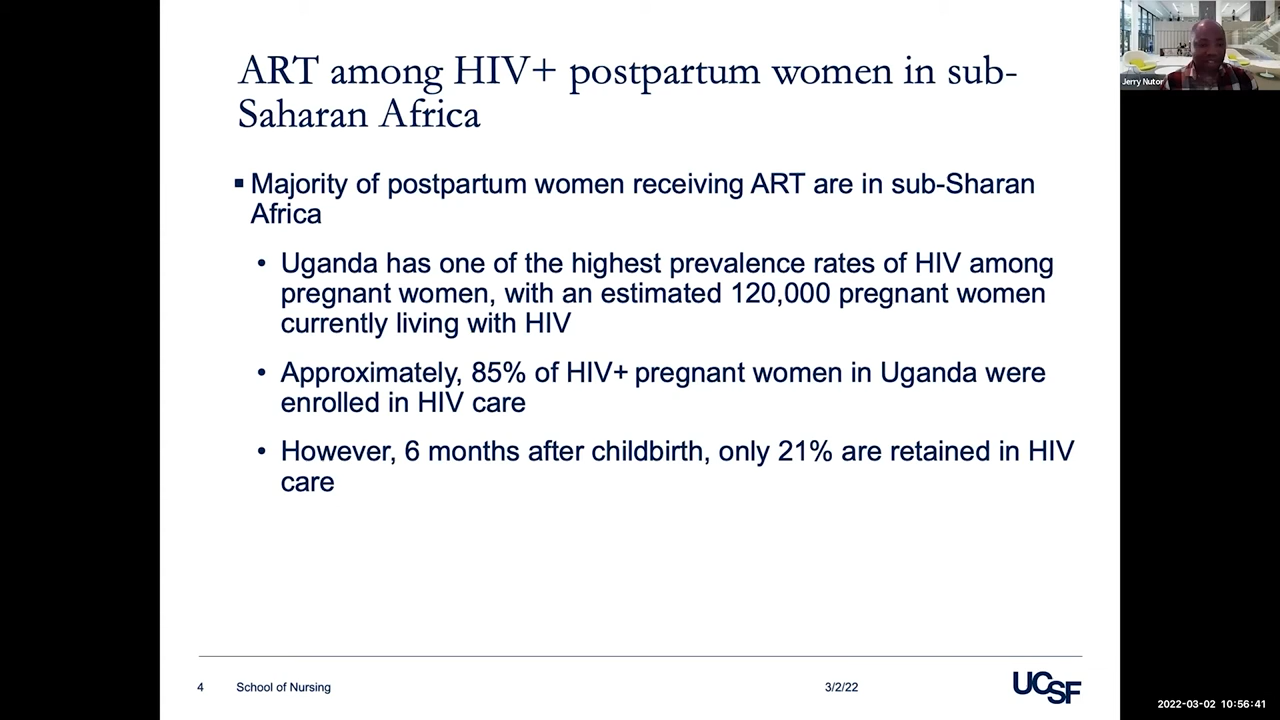 ART among HIV+ postpartum women in sub-
Saharan Africa
▪ Majority of postpartum women receiving ART are in sub-Sharan
Africa
• Uganda has one of the highest prevalence rates of HIV among
pregnant women, with an estimated 120,000 pregnant women
currently living with HIV
• Approximately, 85% of HIV+ pregnant women in Uganda were
enrolled in HIV care
• However, 6 months after childbirth, only 21% are retained in HIV
care
4 School of Nursing 3/2/22 UCSF
Jerry Nutor
2022-03-02 10:56:41